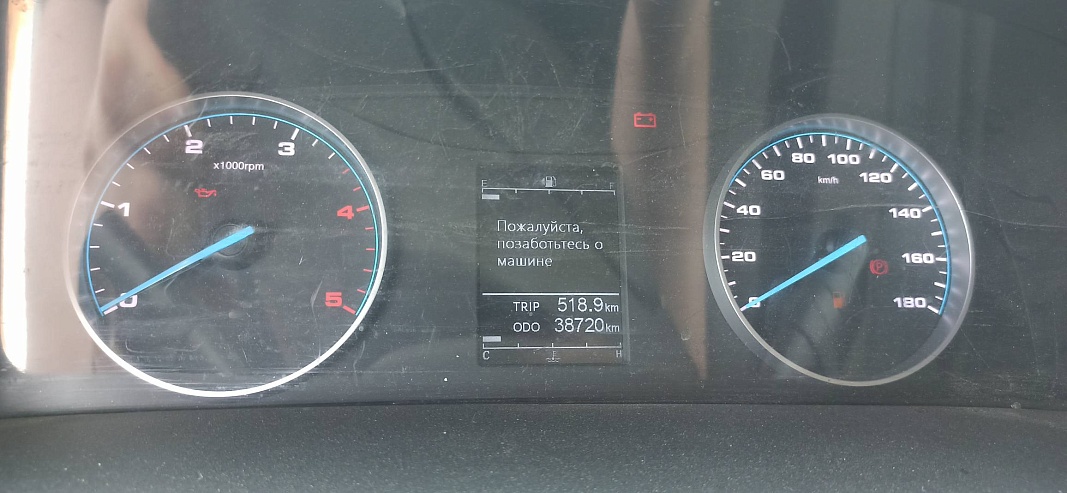 0
1
2
3
4
5
x1000rpm
E F
Пожалуйста,
позаботьтесь о
машине
TRIP 518.9km
ODO 38720km
C H
0
20
40
60
80
100
120
140
160
180
km/h
P